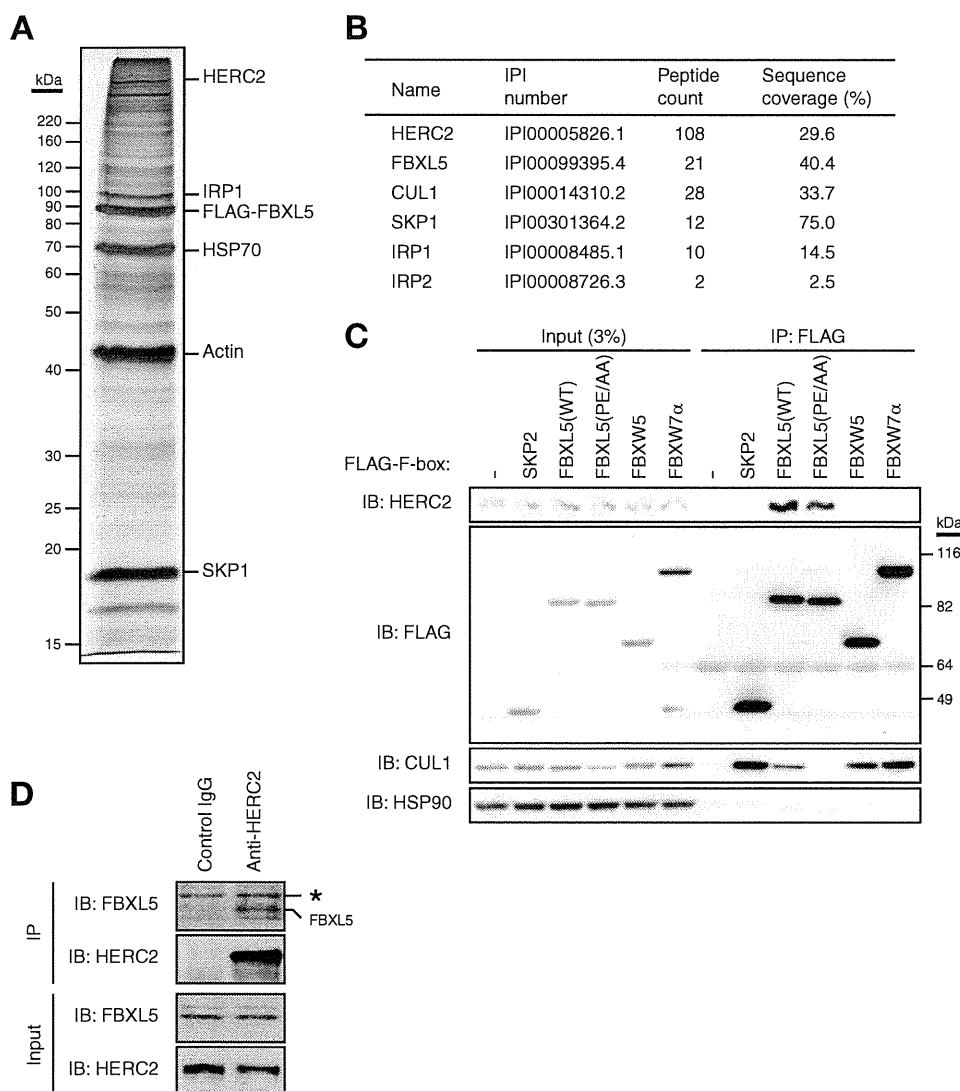 A
kDa
220
160
120
100
90
80
70
60
50
40
30
25
20
15
HERC2
IRP1
FLAG-FBXL5
HSP70
Actin
SKP1
B
Name IPI number Peptide count Sequence coverage (%)
HERC2 IPI00005826.1 108 29.6
FBXL5 IPI00099395.4 21 40.4
CUL1 IPI00014310.2 28 33.7
SKP1 IPI00301364.2 12 75.0
IRP1 IPI00008485.1 10 14.5
IRP2 IPI00008726.3 2 2.5
C
Input (3%) IP: FLAG
FLAG-F-box: - SKP2 FBXL5(WT) FBXL5(PE/AA) FBXW5 FBXW7α - SKP2 FBXL5(WT) FBXL5(PE/AA) FBXW5 FBXW7α
IB: HERC2
kDa
116
82
IB: FLAG
64
49
IB: CUL1
IB: HSP90
D
Control IgG Anti-HERC2
IP
IB: FBXL5 *
FBXL5
IB: HERC2
Input
IB: FBXL5
IB: HERC2